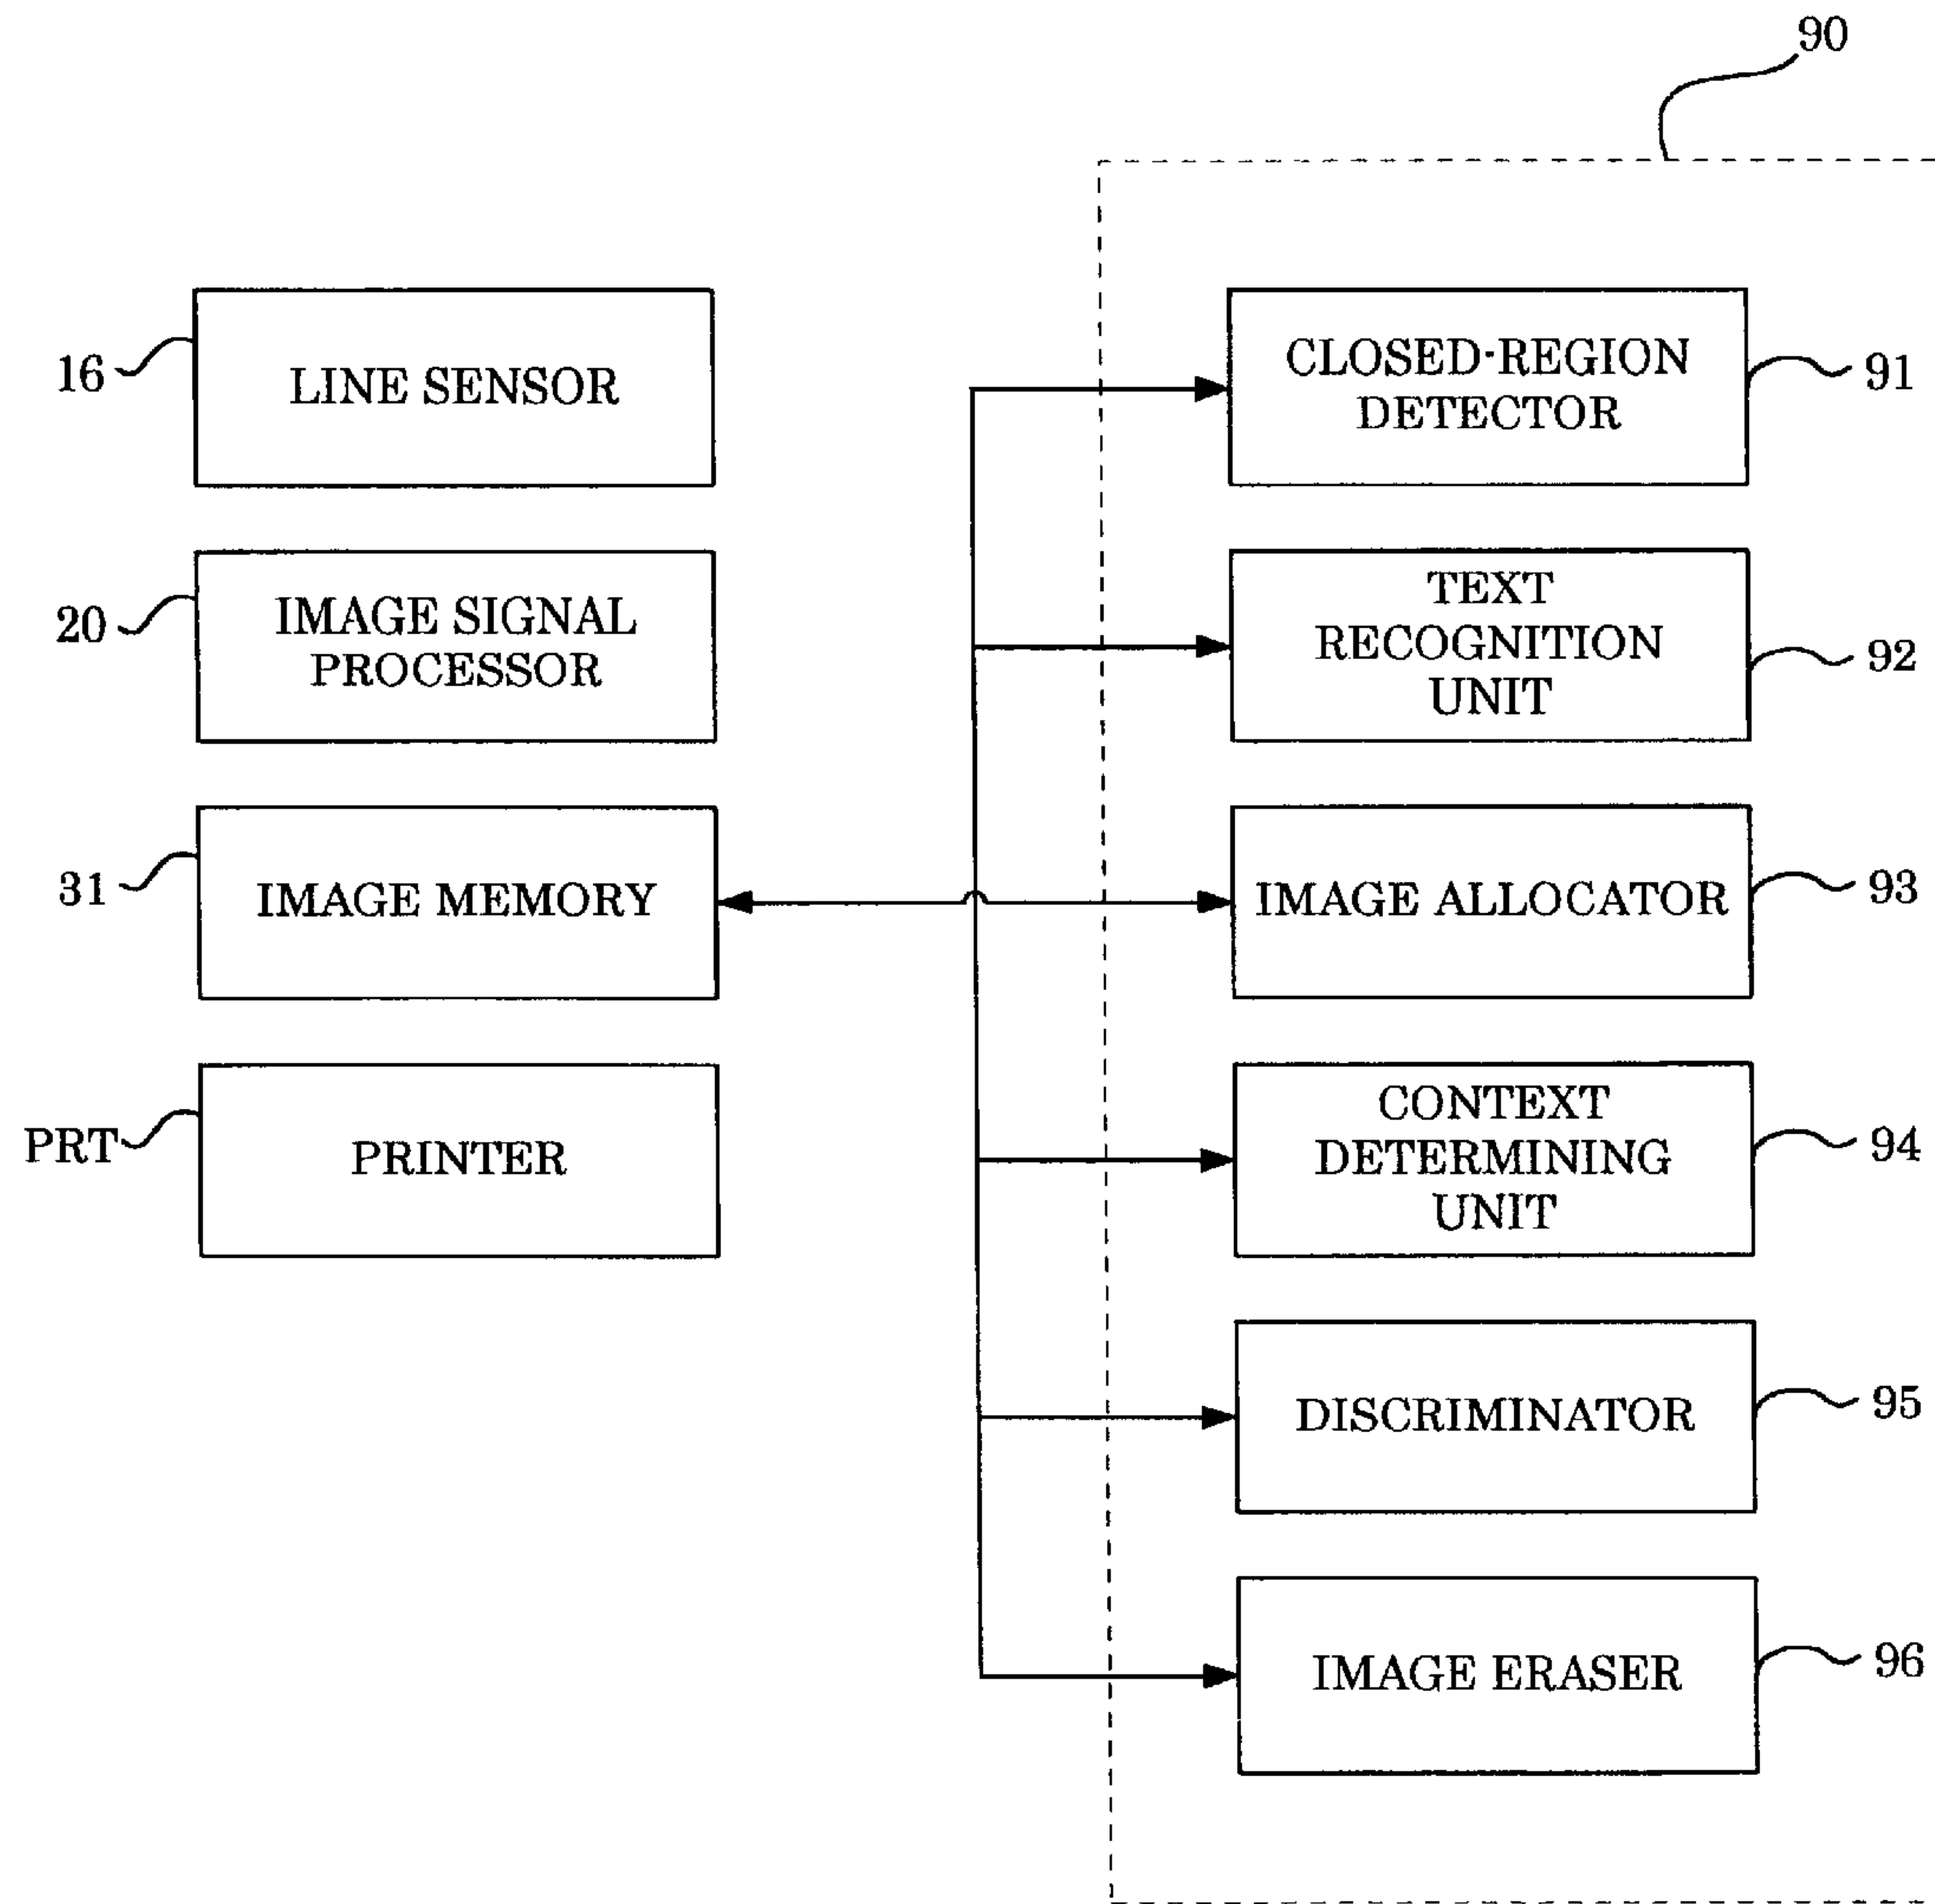 90
16
LINE SENSOR
CLOSED-REGION
DETECTOR
91
20
IMAGE SIGNAL
PROCESSOR
TEXT
RECOGNITION
UNIT
92
31
IMAGE MEMORY
IMAGE ALLOCATOR
93
PRT
PRINTER
CONTEXT
DETERMINING
UNIT
94
DISCRIMINATOR
95
IMAGE ERASER
96